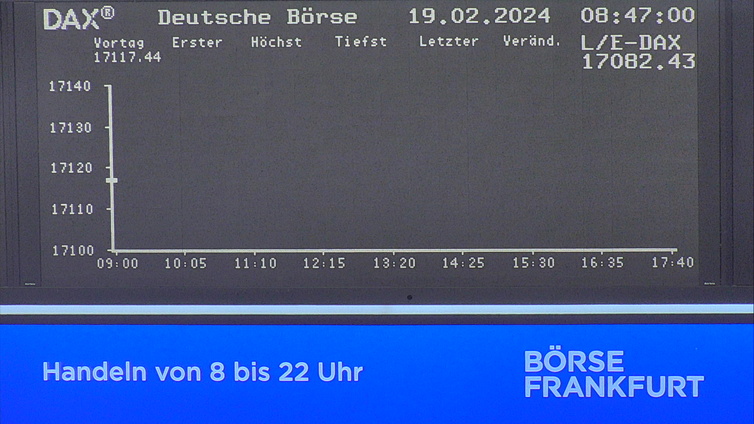 DAX® Deutsche Börse 19.02.2024 08:47:00
Vortag Erster Höchst Tiefst Letzter Veränd. L/E-DAX
17117.44 17082.43
17140
17130
17120
17110
17100
09:00 10:05 11:10 12:15 13:20 14:25 15:30 16:35 17:40
Handeln von 8 bis 22 Uhr
BÖRSE
FRANKFURT